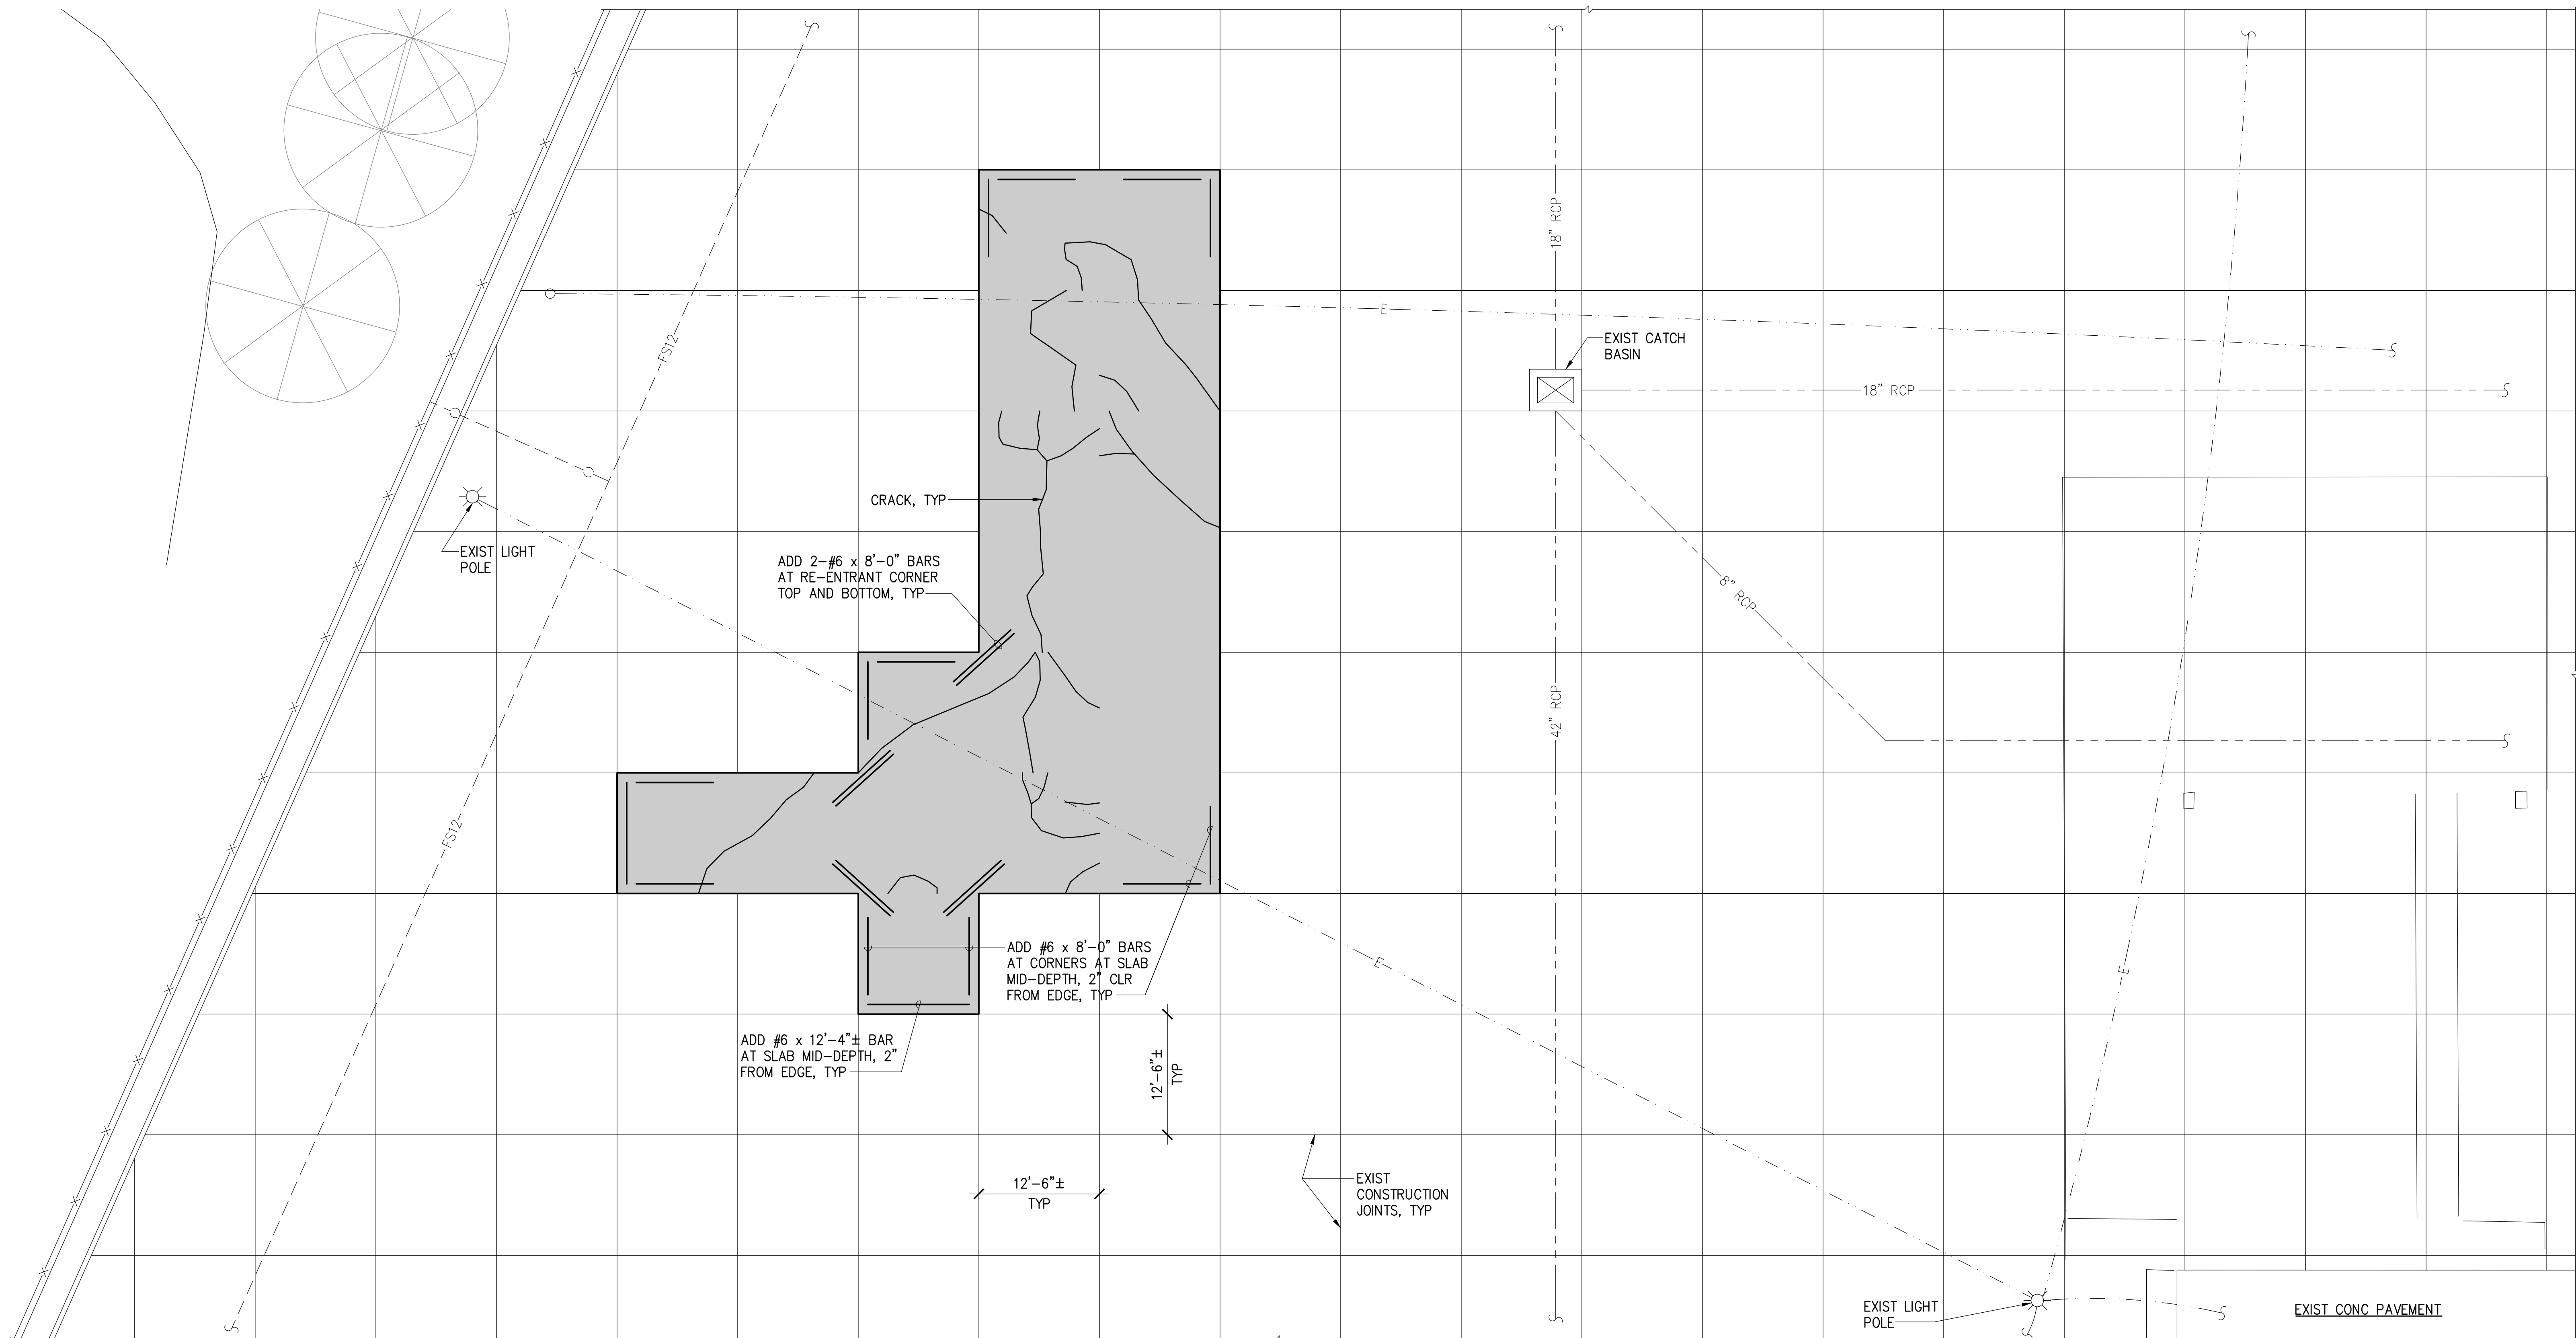 18" RCP
FS12
E
EXIST CATCH
BASIN
18" RCP
CRACK, TYP
EXIST LIGHT
POLE
ADD 2-#6 x 8'-0" BARS
AT RE-ENTRANT CORNER
TOP AND BOTTOM, TYP
8" RCP
42" RCP
FS12
ADD #6 x 8'-0" BARS
AT CORNERS AT SLAB
MID-DEPTH, 2" CLR
FROM EDGE, TYP
E
E
ADD #6 x 12'-4"± BAR
AT SLAB MID-DEPTH, 2"
FROM EDGE, TYP
12'-6"±
TYP
12'-6"±
TYP
EXIST
CONSTRUCTION
JOINTS, TYP
EXIST LIGHT
POLE
EXIST CONC PAVEMENT